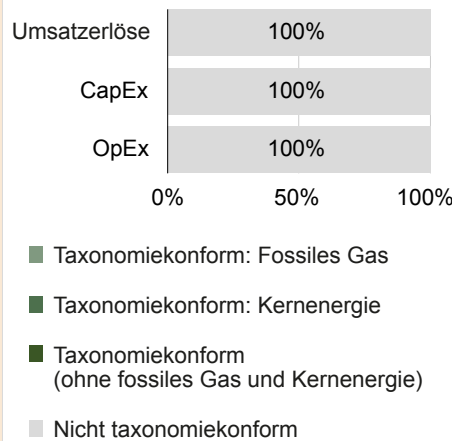 Umsatzerlöse 100%
CapEx 100%
OpEx 100%
0% 50% 100%
Taxonomiekonform: Fossiles Gas
Taxonomiekonform: Kernenergie
Taxonomiekonform
(ohne fossiles Gas und Kernenergie)
Nicht taxonomiekonform